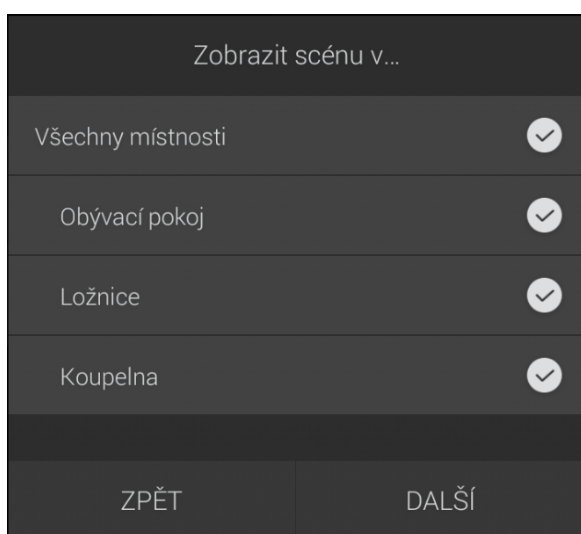 Zobrazit scénu v...
Všechny místnosti
Obývací pokoj
Ložnice
Koupelna
ZPĚT
DALŠÍ